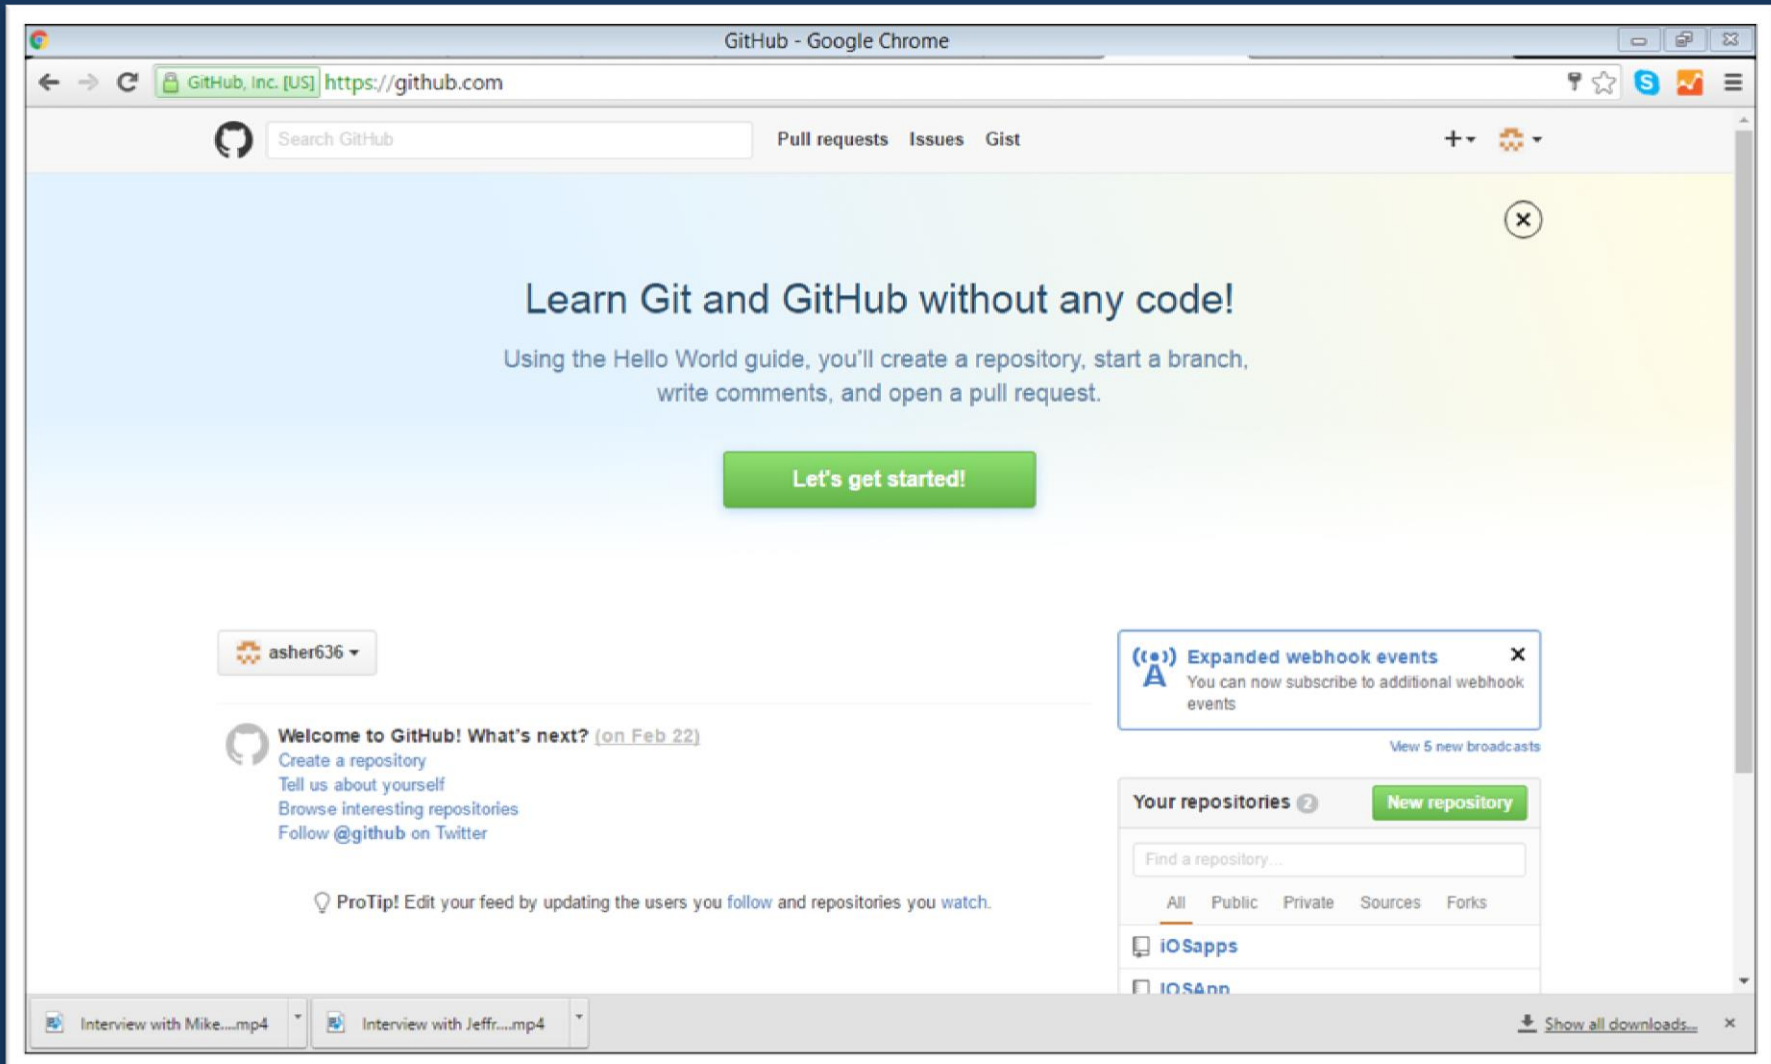 GitHub - Google Chrome
GitHub, Inc. [US] https://github.com
Search GitHub
Pull requests Issues Gist
Learn Git and GitHub without any code!
Using the Hello World guide, you'll create a repository, start a branch,
write comments, and open a pull request.
Let's get started!
asher636
Welcome to GitHub! What's next? (on Feb 22)
Create a repository
Tell us about yourself
Browse interesting repositories
Follow @github on Twitter
ProTip! Edit your feed by updating the users you follow and repositories you watch.
Expanded webhook events
You can now subscribe to additional webhook
events
View 5 new broadcasts
Your repositories 2
New repository
Find a repository...
All Public Private Sources Forks
iOSapps
IOSApp
Interview with Mike....mp4
Interview with Jeffr....mp4
Show all downloads...